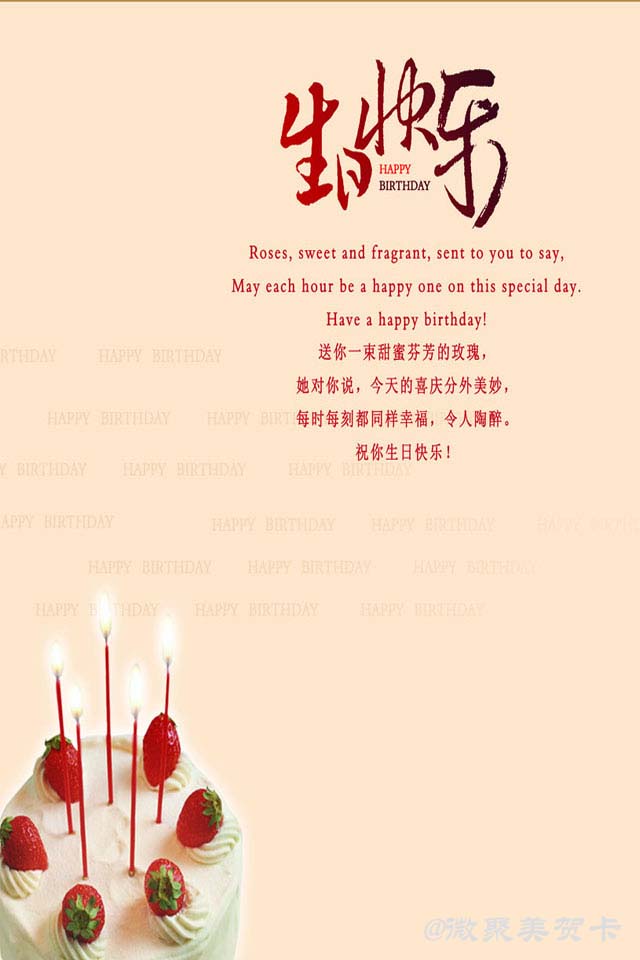 生日快乐
HAPPY
BIRTHDAY
Roses, sweet and fragrant, sent to you to say,
May each hour be a happy one on this special day.
Have a happy birthday!
送你一束甜蜜芬芳的玫瑰，
她对你说，今天的喜庆分外美妙，
每时每刻都同样幸福，令人陶醉。
祝你生日快乐！
RTHDAY HAPPY BIRTHDAY
HAPPY BIRTHDAY HAPPY BIRTHDAY
BIRTHDAY HAPPY BIRTHDAY HAPPY BIRTHDAY
APPY BIRTHDAY HAPPY BIRTHDAY HAPPY BIRTHDAY HAPPY BIRTHD
HAPPY BIRTHDAY HAPPY BIRTHDAY HAPPY BIRTHDAY
HAPPY BIRTHDAY HAPPY BIRTHDAY HAPPY BIRTHDAY
@微聚美贺卡